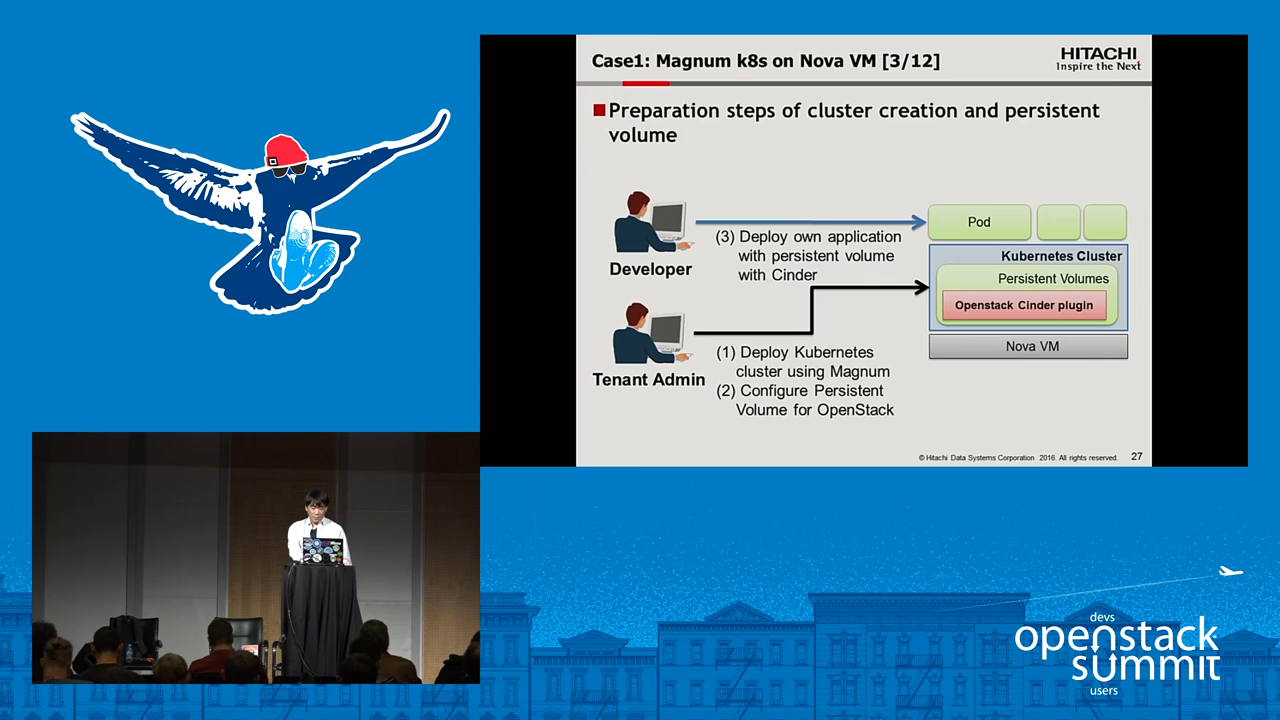 Case1: Magnum k8s on Nova VM [3/12]
HITACHI
Inspire the Next
Preparation steps of cluster creation and persistent
volume
Developer
(3) Deploy own application
with persistent volume
with Cinder
Pod
Kubernetes Cluster
Persistent Volumes
Openstack Cinder plugin
Nova VM
Tenant Admin
(1) Deploy Kubernetes
cluster using Magnum
(2) Configure Persistent
Volume for OpenStack
© Hitachi Data Systems Corporation 2016. All rights reserved.
27
devs
openstack
summit
users